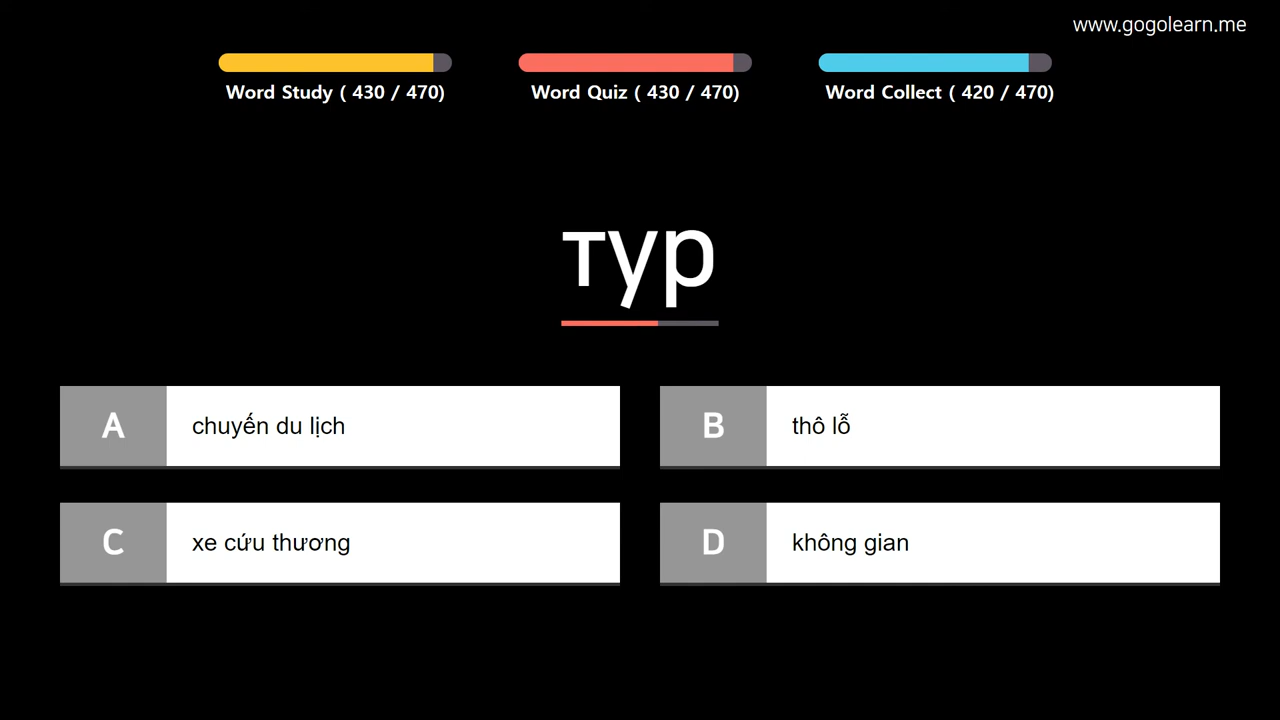 www.gogolearn.me
Word Study ( 430 / 470)
Word Quiz ( 430 / 470)
Word Collect ( 420 / 470)
тур
A
chuyến du lịch
B
thô lỗ
C
xe cứu thương
D
không gian